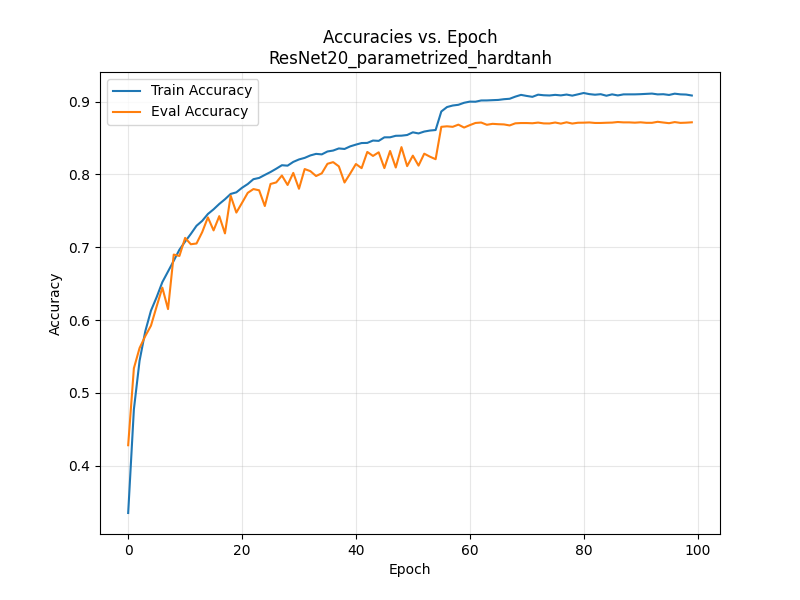 Accuracies vs. Epoch
ResNet20_parametrized_hardtanh
Train Accuracy
Eval Accuracy
Accuracy
0.9
0.8
0.7
0.6
0.5
0.4
0
20
40
60
80
100
Epoch